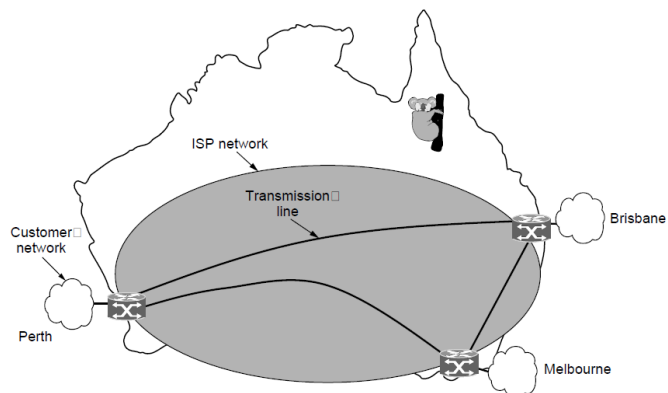 ISP network
Transmission□
line
Customer□
network
Brisbane
Perth
Melbourne